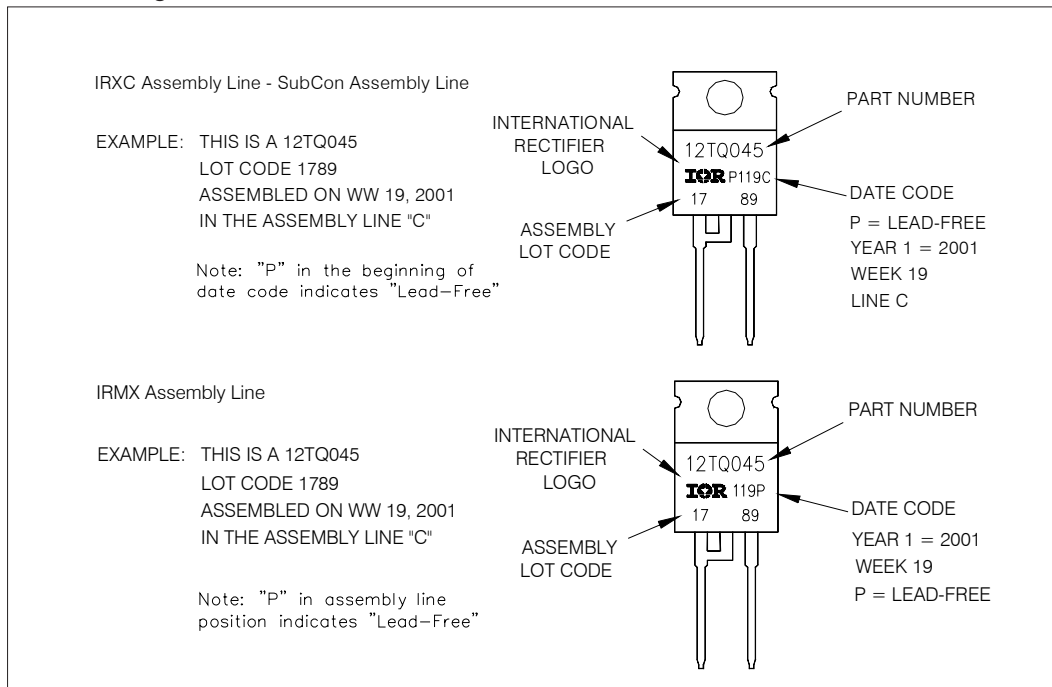 IRXC Assembly Line - SubCon Assembly Line
EXAMPLE: THIS IS A 12TQ045
LOT CODE 1789
ASSEMBLED ON WW 19, 2001
IN THE ASSEMBLY LINE "C"
Note: "P" in the beginning of
date code indicates "Lead-Free"
INTERNATIONAL
RECTIFIER
LOGO
ASSEMBLY
LOT CODE
12TQ045
IOR P119C
17 89
PART NUMBER
DATE CODE
P = LEAD-FREE
YEAR 1 = 2001
WEEK 19
LINE C
IRMX Assembly Line
EXAMPLE: THIS IS A 12TQ045
LOT CODE 1789
ASSEMBLED ON WW 19, 2001
IN THE ASSEMBLY LINE "C"
Note: "P" in assembly line
position indicates "Lead-Free"
INTERNATIONAL
RECTIFIER
LOGO
ASSEMBLY
LOT CODE
12TQ045
IOR 119P
17 89
PART NUMBER
DATE CODE
YEAR 1 = 2001
WEEK 19
P = LEAD-FREE